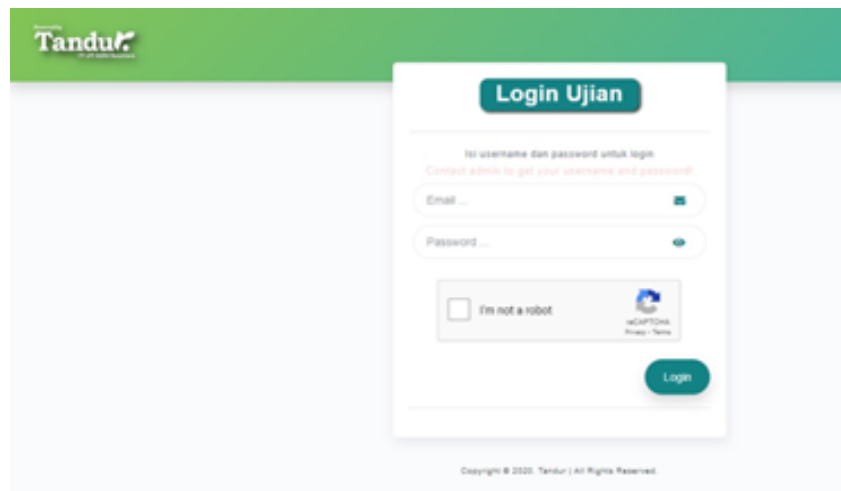 Tandur
Login Ujian
Isi username dan password untuk login
Contact admin to get your username and password!
Email ...
Password ...
I'm not a robot
reCAPTCHA
Privacy - Terms
Login
Copyright © 2020. Tandur | All Rights Reserved.